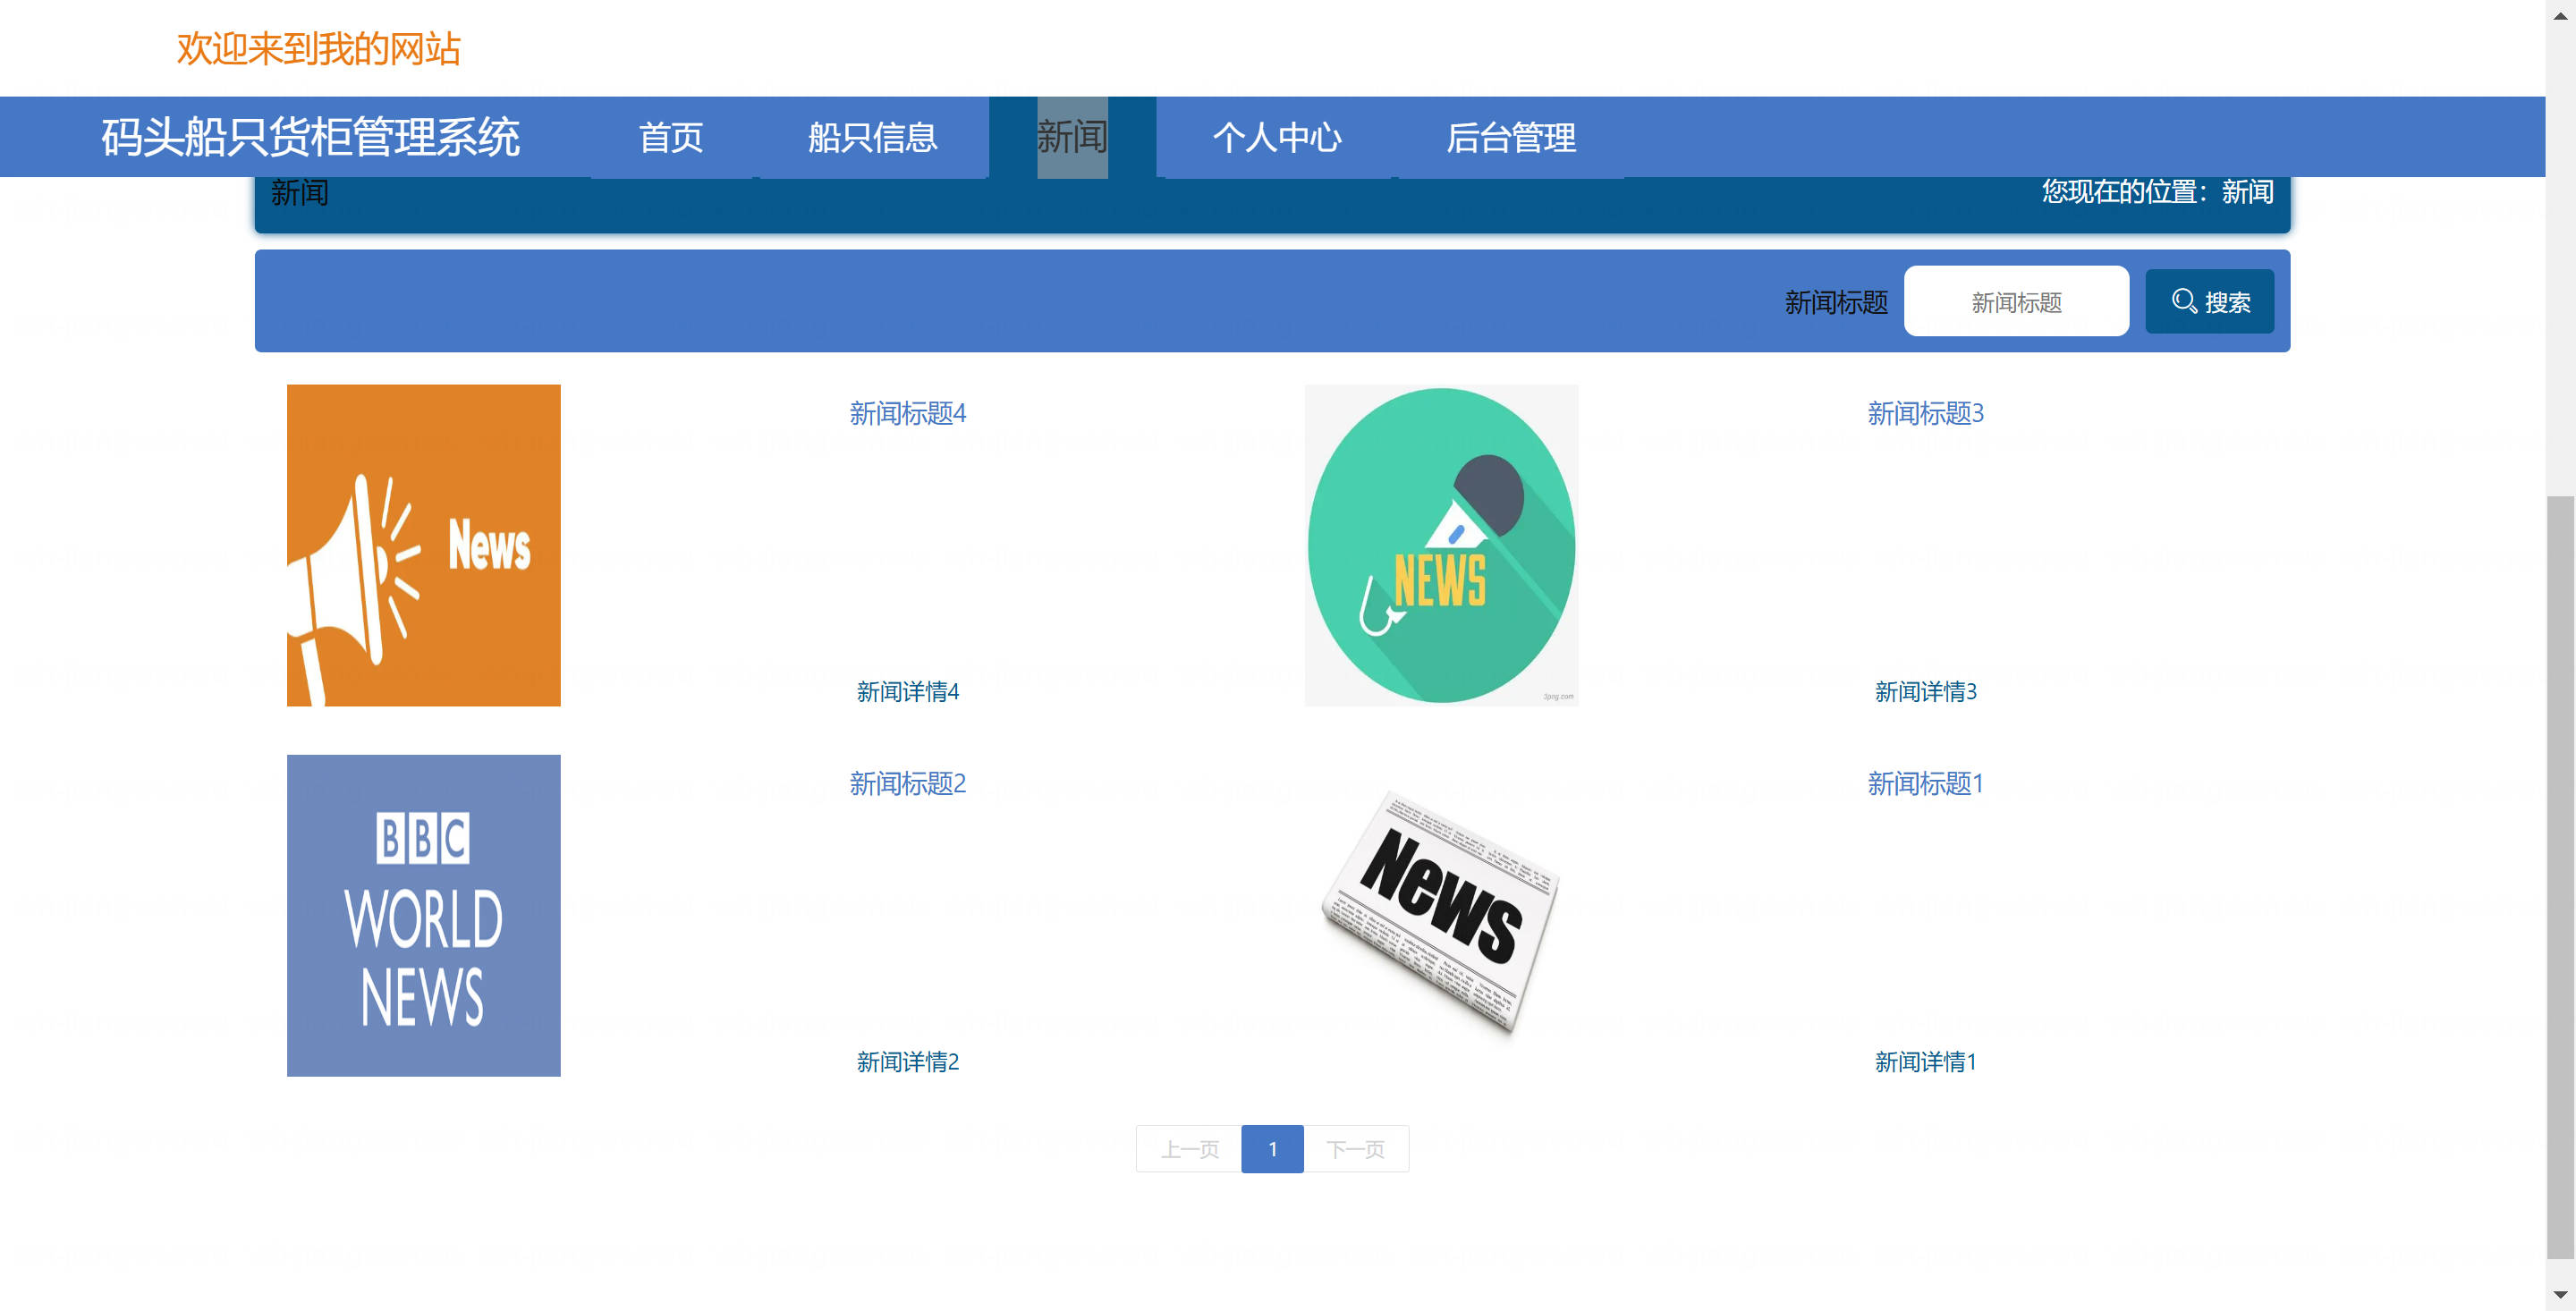 欢迎来到我的网站
码头船只货柜管理系统 首页 船只信息 新闻 个人中心 后台管理
新闻 您现在的位置：新闻
新闻标题 新闻标题 搜索
新闻标题4
News
新闻详情4
新闻标题3
NEWS
3png.com
新闻详情3
新闻标题2
BBC
WORLD
NEWS
新闻详情2
新闻标题1
News
新闻详情1
上一页 1 下一页